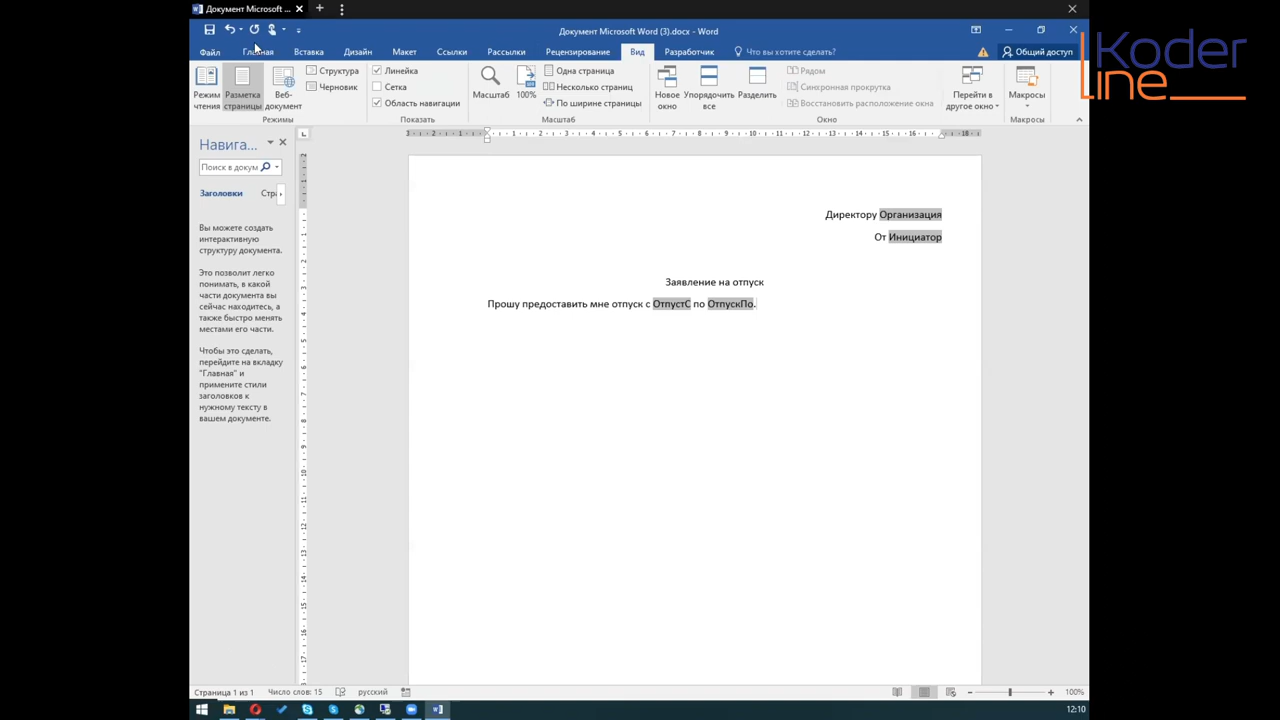 Документ Microsoft ...
Документ Microsoft Word (3).docx - Word
Файл Главная Вставка Дизайн Макет Ссылки Рассылки Рецензирование Вид Разработчик Что вы хотите сделать? Общий доступ
Koder
line
Режим чтения
Разметка страницы
Веб-документ
Структура
Черновик
Режимы
Линейка
Сетка
Область навигации
Показать
Масштаб
100%
Одна страница
Несколько страниц
По ширине страницы
Масштаб
Новое окно
Упорядочить все
Разделить
Рядом
Синхронная прокрутка
Восстановить расположение окна
Окно
Перейти в другое окно
Макросы
Макросы
Навига...
Поиск в докум
Заголовки Стра
Вы можете создать
интерактивную
структуру документа.
Это позволит легко
понимать, в какой
части документа вы
сейчас находитесь, а
также быстро менять
местами его части.
Чтобы это сделать,
перейдите на вкладку
"Главная" и
примените стили
заголовков к
нужному тексту в
вашем документе.
Директору Организация
От Инициатор
Заявление на отпуск
Прошу предоставить мне отпуск с ОтпустС по ОтпускПо.
Страница 1 из 1 Число слов: 15 русский 100%
12:10